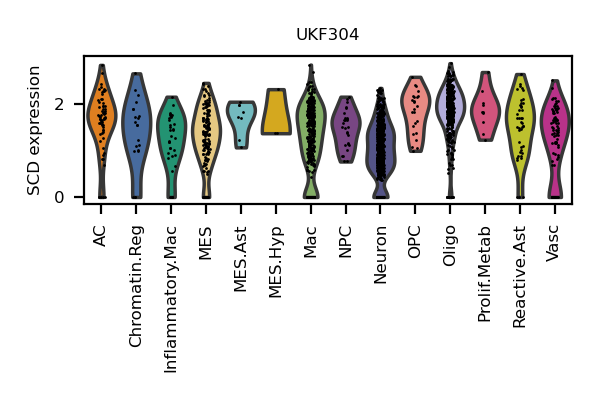 UKF304
SCD expression
2
0
AC
Chromatin.Reg
Inflammatory.Mac
MES
MES.Ast
MES.Hyp
Mac
NPC
Neuron
OPC
Oligo
Prolif.Metab
Reactive.Ast
Vasc